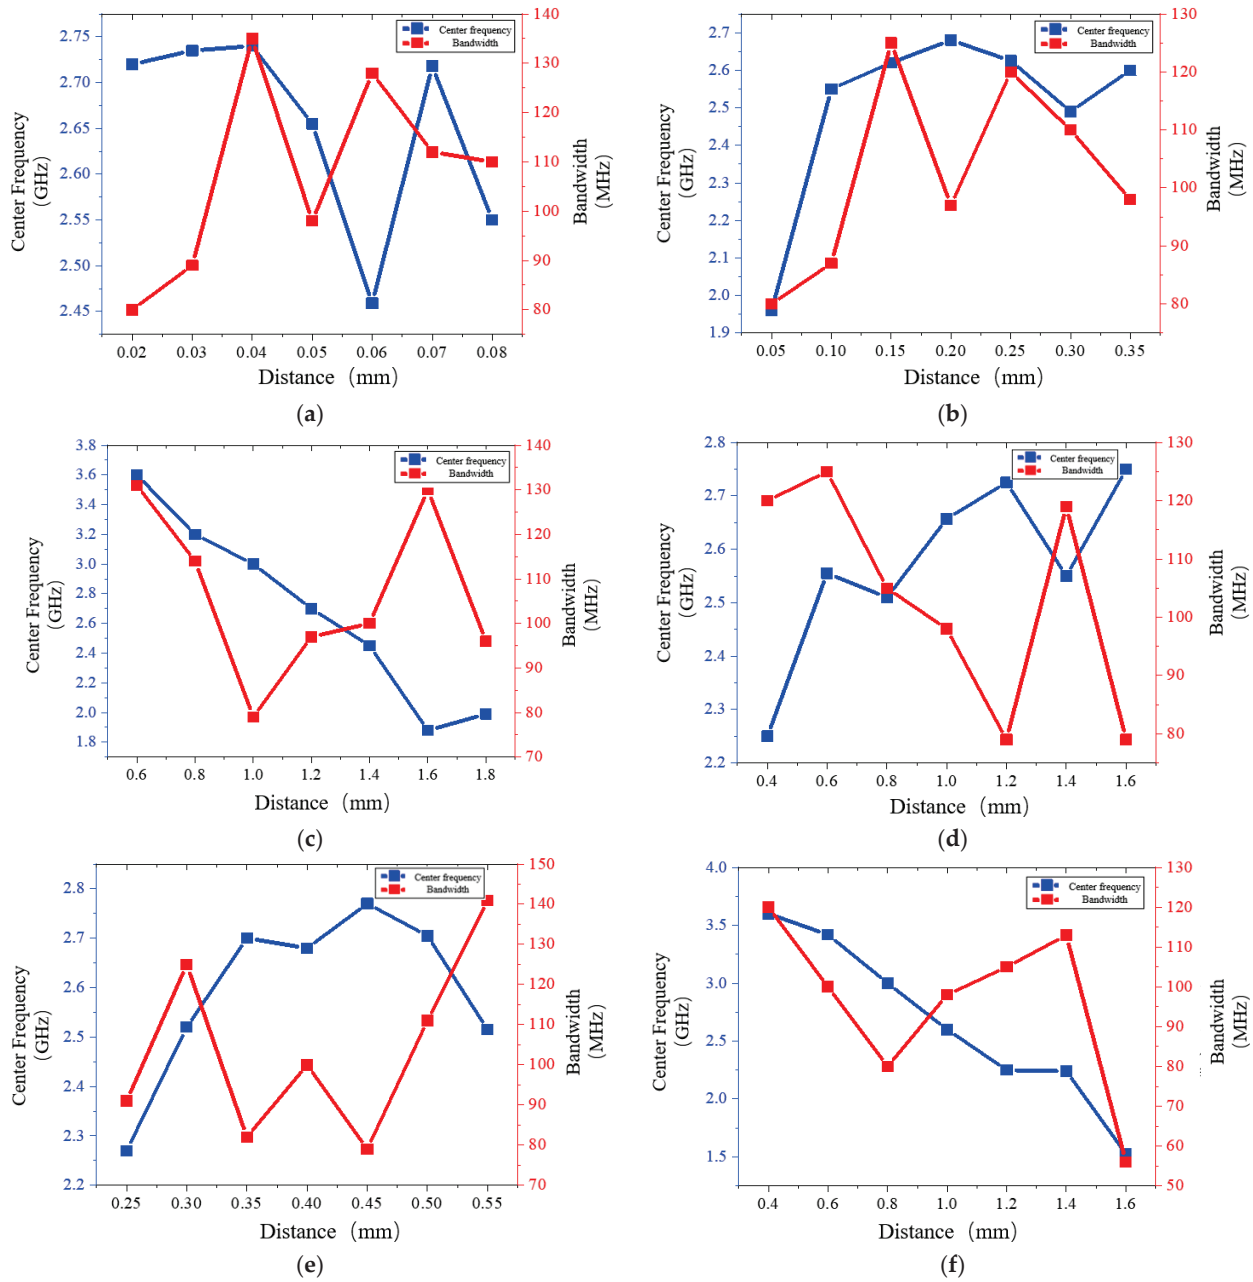 Center frequency
Bandwidth
2.75
2.70
2.65
2.60
2.55
2.50
2.45
140
130
120
110
100
90
80
Center Frequency
(GHz)
Bandwidth
(MHz)
0.02 0.03 0.04 0.05 0.06 0.07 0.08
Distance (mm)
(a)
Center frequency
Bandwidth
2.7
2.6
2.5
2.4
2.3
2.2
2.1
2.0
1.9
130
120
110
100
90
80
Center Frequency
(GHz)
Bandwidth
(MHz)
0.05 0.10 0.15 0.20 0.25 0.30 0.35
Distance (mm)
(b)
Center frequency
Bandwidth
3.8
3.6
3.4
3.2
3.0
2.8
2.6
2.4
2.2
2.0
1.8
140
130
120
110
100
90
80
70
Center Frequency
(GHz)
Bandwidth
(MHz)
0.6 0.8 1.0 1.2 1.4 1.6 1.8
Distance (mm)
(c)
Center frequency
Bandwidth
2.8
2.7
2.6
2.5
2.4
2.3
2.2
130
120
110
100
90
80
Center Frequency
(GHz)
Bandwidth
(MHz)
0.4 0.6 0.8 1.0 1.2 1.4 1.6
Distance (mm)
(d)
Center frequency
Bandwidth
2.8
2.7
2.6
2.5
2.4
2.3
2.2
150
140
130
120
110
100
90
80
70
Center Frequency
(GHz)
Bandwidth
(MHz)
0.25 0.30 0.35 0.40 0.45 0.50 0.55
Distance (mm)
(e)
Center frequency
Bandwidth
4.0
3.5
3.0
2.5
2.0
1.5
130
120
110
100
90
80
70
60
50
Center Frequency
(GHz)
Bandwidth
(MHz)
0.4 0.6 0.8 1.0 1.2 1.4 1.6
Distance (mm)
(f)